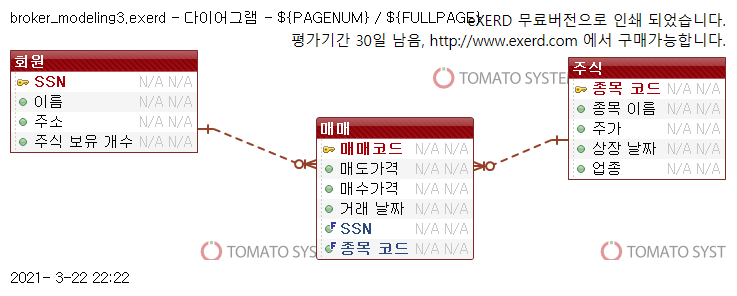 broker_modeling3,exerd - 다이어그램 - ${PAGENUM} / ${FULLPAGE}
eXERD 무료버전으로 인쇄 되었습니다.
평가기간 30일 남음, http://www.exerd.com 에서 구매가능합니다.
TOMATO SYSTEM
회원
SSN N/A N/A
이름 N/A N/A
주소 N/A N/A
주식 보유 개수 N/A N/A
주식
종목 코드 N/A N/A
종목 이름 N/A N/A
주가 N/A N/A
상장 날짜 N/A N/A
업종 N/A N/A
매매
매매코드 N/A N/A
매도가격 N/A N/A
매수가격 N/A N/A
거래 날짜 N/A N/A
SSN N/A N/A
종목 코드 N/A N/A
TOMATO SYST
TOMATO SYST
2021- 3-22 22:22